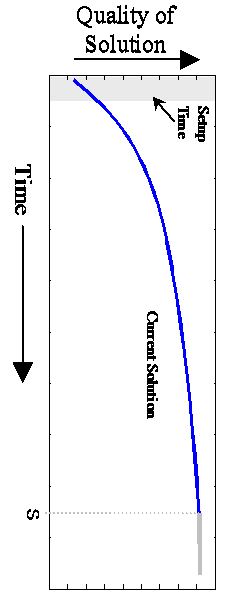 Quality of
Solution
Setup
Time
Current Solution
Time
S